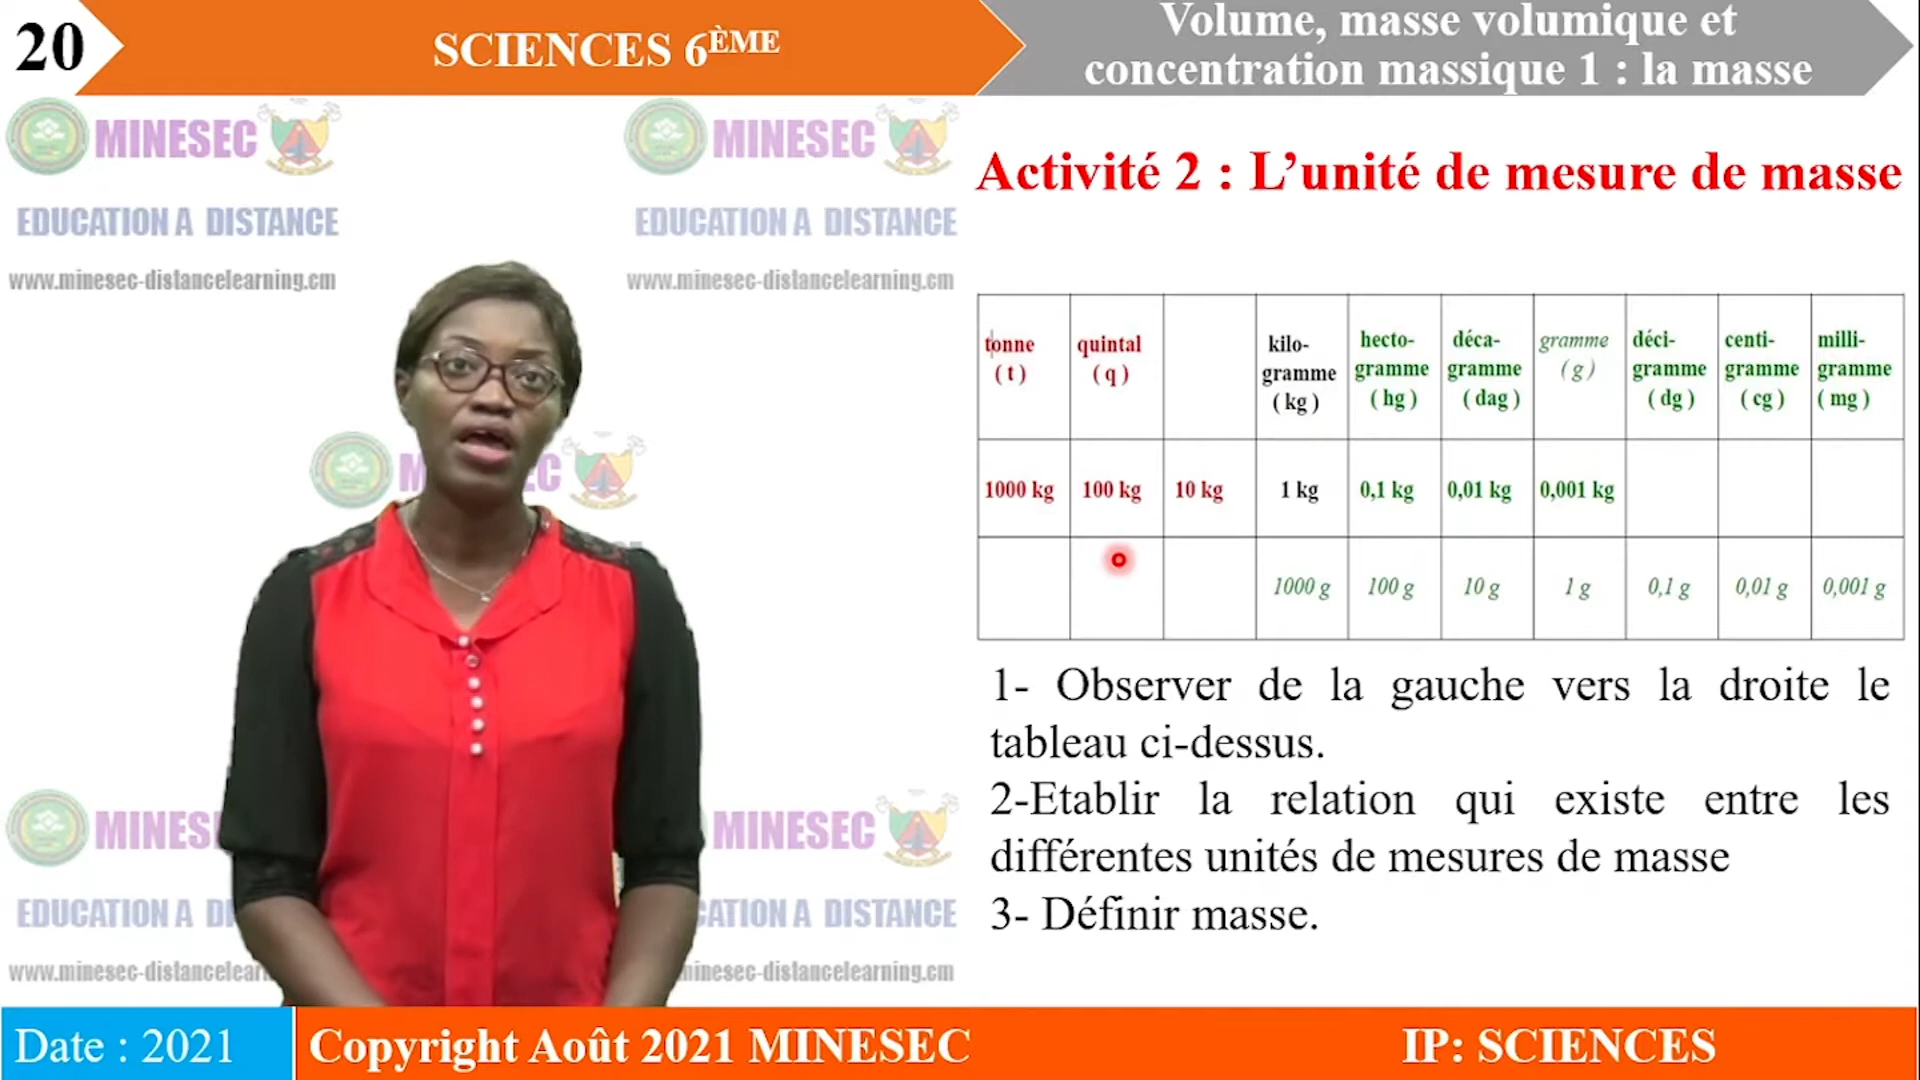 20
SCIENCES 6ÈME
Volume, masse volumique et
concentration massique 1 : la masse
MINESEC
MINESEC
EDUCATION A DISTANCE
EDUCATION A DISTANCE
www.minesec-distancelearning.cm
www.minesec-distancelearning.cm
Activité 2 : L’unité de mesure de masse
tonne
( t )
quintal
( q )
kilo-
gramme
( kg )
hecto-
gramme
( hg )
déca-
gramme
( dag )
gramme
( g )
déci-
gramme
( dg )
centi-
gramme
( cg )
milli-
gramme
( mg )
1000 kg
100 kg
10 kg
1 kg
0,1 kg
0,01 kg
0,001 kg
1000 g
100 g
10 g
1 g
0,1 g
0,01 g
0,001 g
1- Observer de la gauche vers la droite le
tableau ci-dessus.
2-Etablir la relation qui existe entre les
différentes unités de mesures de masse
3- Définir masse.
MINESEC
EDUCATION A
DISTANCE
Date : 2021
Copyright Août 2021 MINESEC
IP: SCIENCES